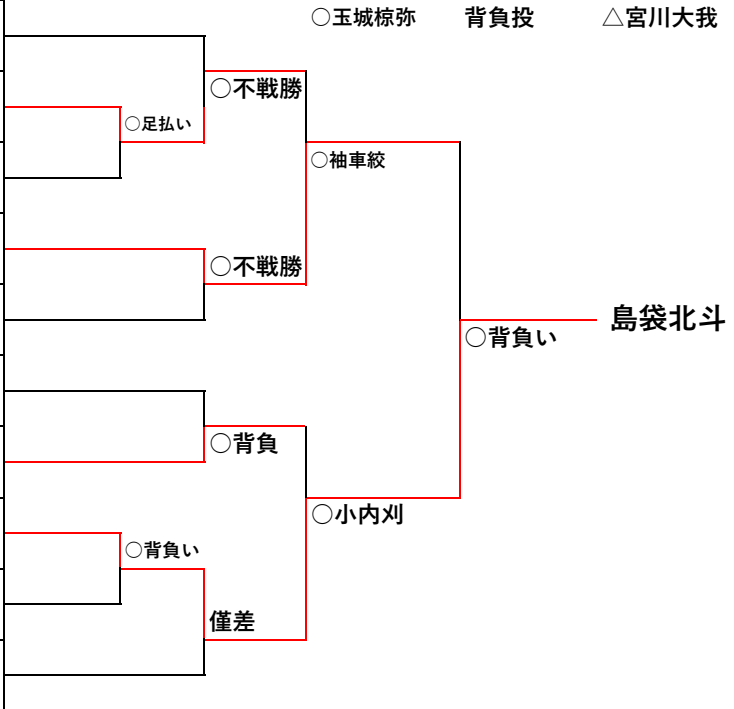 ○玉城椋弥 背負投 △宮川大我
○不戦勝
○足払い
○袖車絞
○不戦勝
島袋北斗
○背負い
○背負
○小内刈
○背負い
僅差